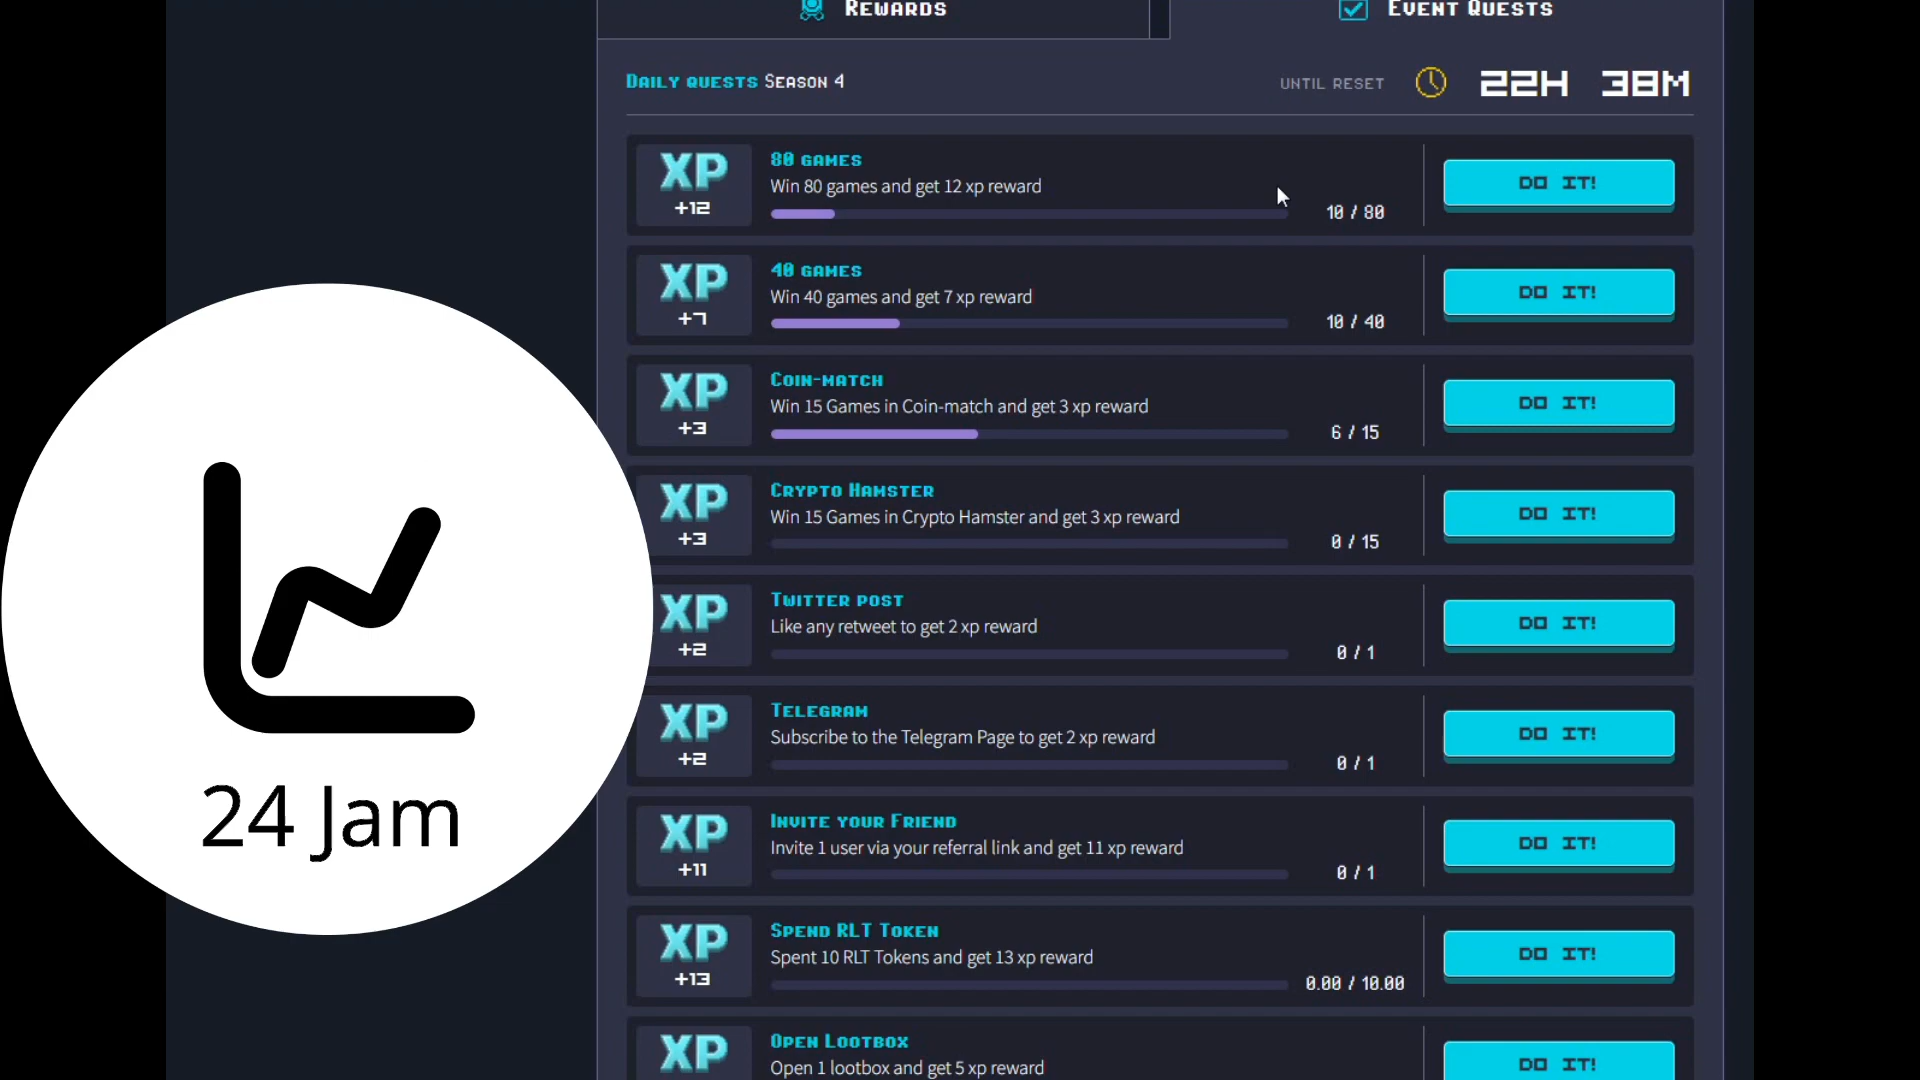 REWARDS
EVENT QUESTS
DAILY QUESTS SEASON 4
UNTIL RESET
22H 38M
XP
+12
80 GAMES
Win 80 games and get 12 xp reward
10 / 80
DO IT!
XP
+7
40 GAMES
Win 40 games and get 7 xp reward
10 / 40
DO IT!
XP
+3
COIN-MATCH
Win 15 Games in Coin-match and get 3 xp reward
6 / 15
DO IT!
XP
+3
CRYPTO HAMSTER
Win 15 Games in Crypto Hamster and get 3 xp reward
0 / 15
DO IT!
XP
+2
TWITTER POST
Like any retweet to get 2 xp reward
0 / 1
DO IT!
XP
+2
TELEGRAM
Subscribe to the Telegram Page to get 2 xp reward
0 / 1
DO IT!
XP
+11
INVITE YOUR FRIEND
Invite 1 user via your referral link and get 11 xp reward
0 / 1
DO IT!
XP
+13
SPEND RLT TOKEN
Spent 10 RLT Tokens and get 13 xp reward
0.00 / 10.00
DO IT!
XP
OPEN LOOTBOX
Open 1 lootbox and get 5 xp reward
DO IT!
24 Jam